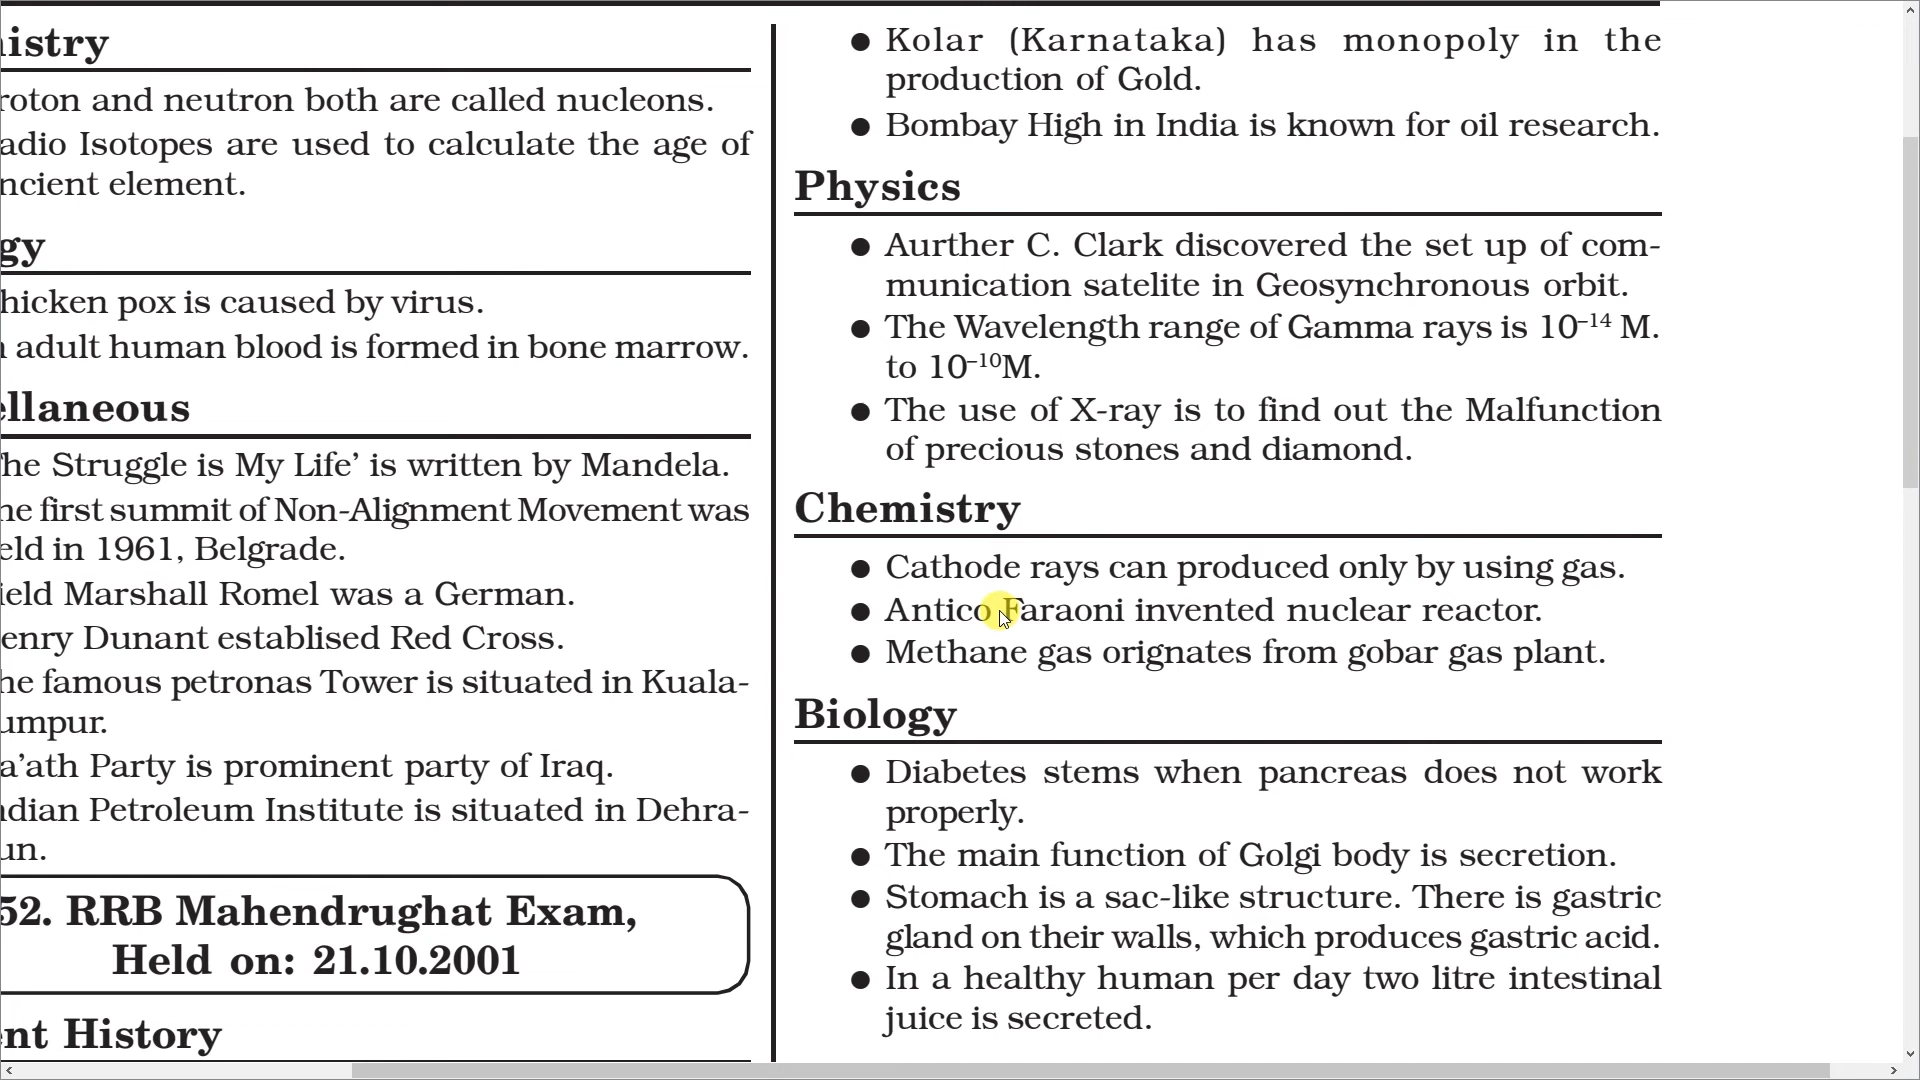 istry
roton and neutron both are called nucleons.
adio Isotopes are used to calculate the age of
ncient element.
gy
hicken pox is caused by virus.
adult human blood is formed in bone marrow.
ellaneous
he Struggle is My Life' is written by Mandela.
he first summit of Non-Alignment Movement was
eld in 1961, Belgrade.
ield Marshall Romel was a German.
enry Dunant establised Red Cross.
he famous petronas Tower is situated in Kuala-
umpur.
a'ath Party is prominent party of Iraq.
ndian Petroleum Institute is situated in Dehra-
un.
52. RRB Mahendrughat Exam,
Held on: 21.10.2001
nt History
● Kolar (Karnataka) has monopoly in the
production of Gold.
● Bombay High in India is known for oil research.
Physics
● Aurther C. Clark discovered the set up of com-
munication satelite in Geosynchronous orbit.
● The Wavelength range of Gamma rays is 10⁻¹⁴ M.
to 10⁻¹⁰M.
● The use of X-ray is to find out the Malfunction
of precious stones and diamond.
Chemistry
● Cathode rays can produced only by using gas.
● Antico Faraoni invented nuclear reactor.
● Methane gas orignates from gobar gas plant.
Biology
● Diabetes stems when pancreas does not work
properly.
● The main function of Golgi body is secretion.
● Stomach is a sac-like structure. There is gastric
gland on their walls, which produces gastric acid.
● In a healthy human per day two litre intestinal
juice is secreted.